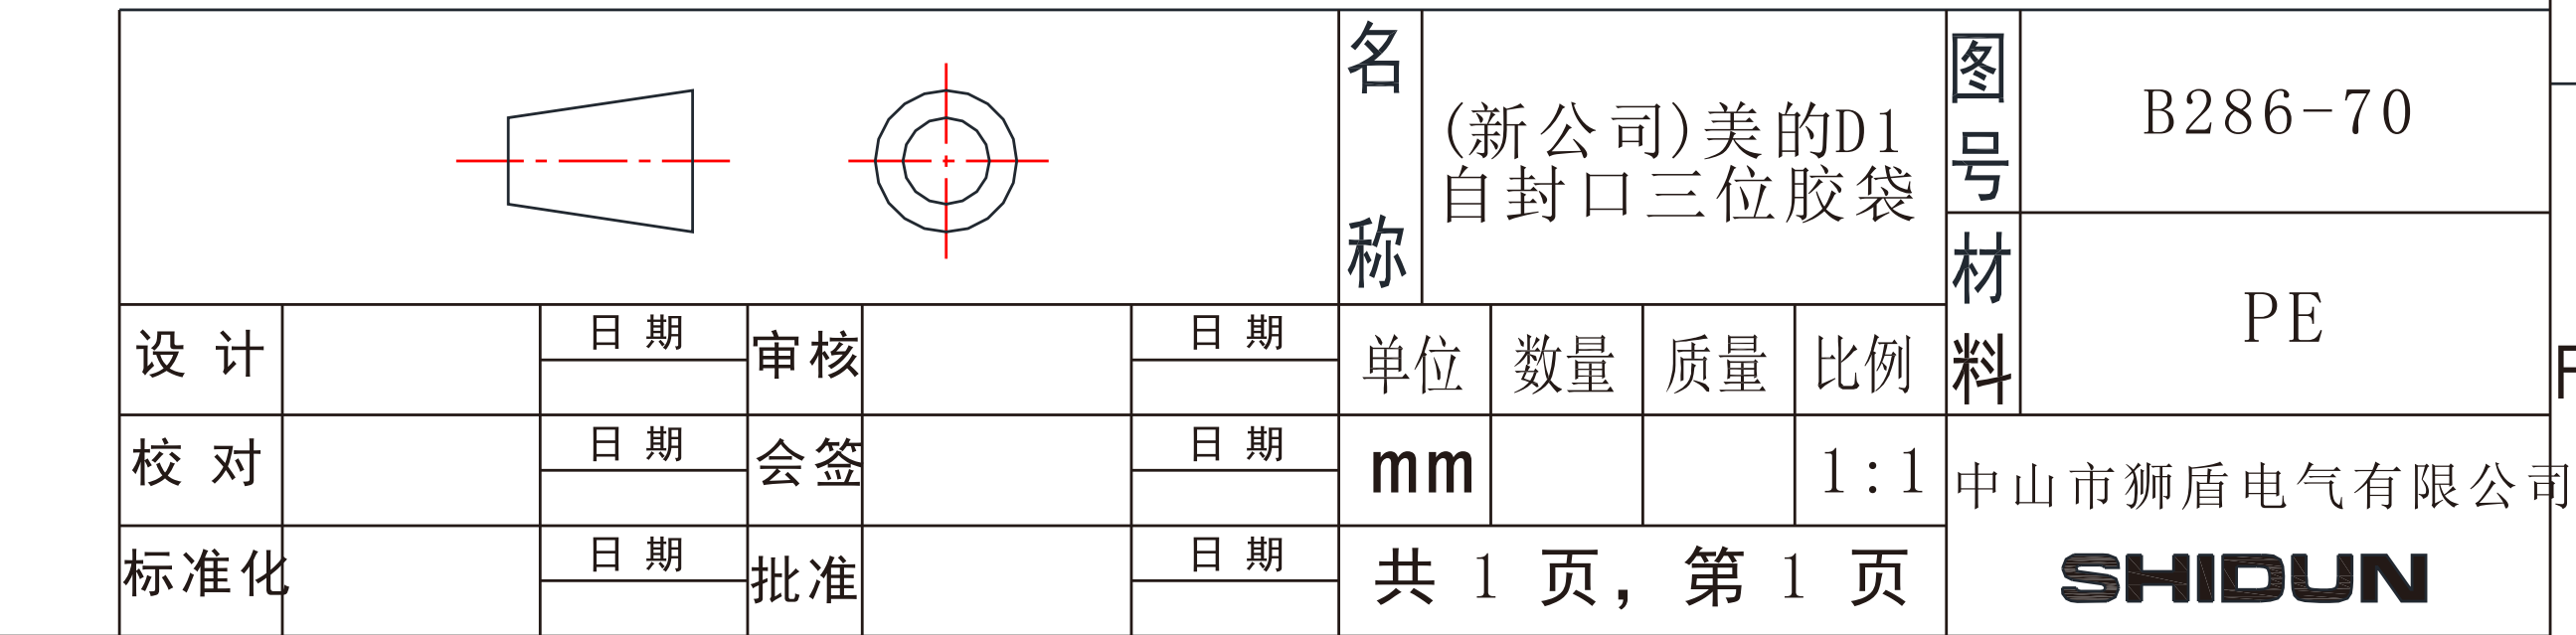 名称
(新公司)美的D1
自封口三位胶袋
图号
B286-70
材料
PE
设计
日期
审核
日期
单位
数量
质量
比例
校对
日期
会签
日期
mm
1:1
中山市狮盾电气有限公司
标准化
日期
批准
日期
共 1 页, 第 1 页
SHIDUN